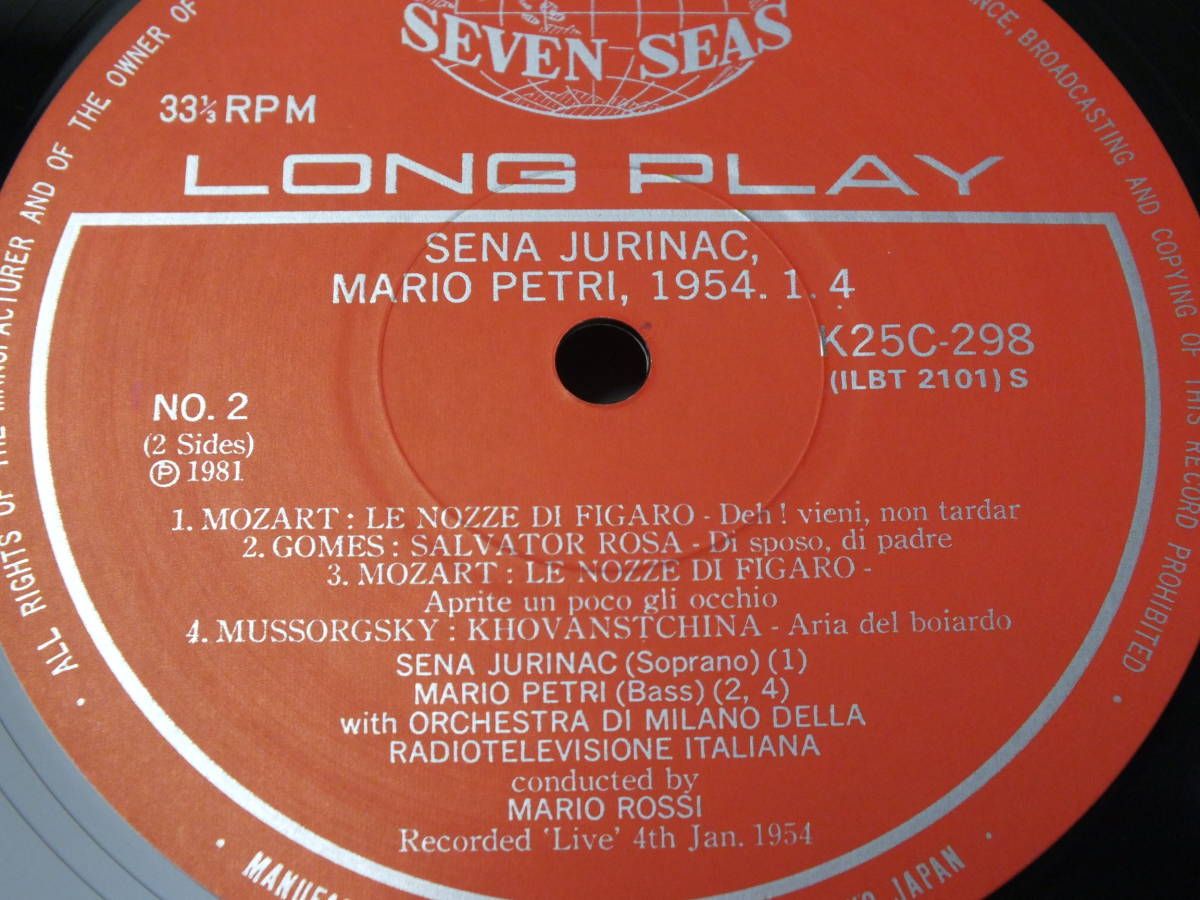 SEVEN SEAS
33⅓ RPM
LONG PLAY
SENA JURINAC,
MARIO PETRI, 1954. 1. 4
K25C-298
(ILBT 2101) S
NO. 2
(2 Sides)
Ⓟ 1981
1. MOZART : LE NOZZE DI FIGARO - Deh ! vieni, non tardar
2. GOMES : SALVATOR ROSA - Di sposo, di padre
3. MOZART : LE NOZZE DI FIGARO -
Aprite un poco gli occhio
4. MUSSORGSKY : KHOVANSTCHINA - Aria del boiardo
SENA JURINAC (Soprano) (1)
MARIO PETRI (Bass) (2, 4)
with ORCHESTRA DI MILANO DELLA
RADIOTELEVISIONE ITALIANA
conducted by
MARIO ROSSI
Recorded 'Live' 4th Jan. 1954
· ALL RIGHTS OF THE MANUFACTURER AND OF THE OWNER OF
BROADCASTING AND COPYING OF THIS RECORD PROHIBITED ·
JAPAN ·